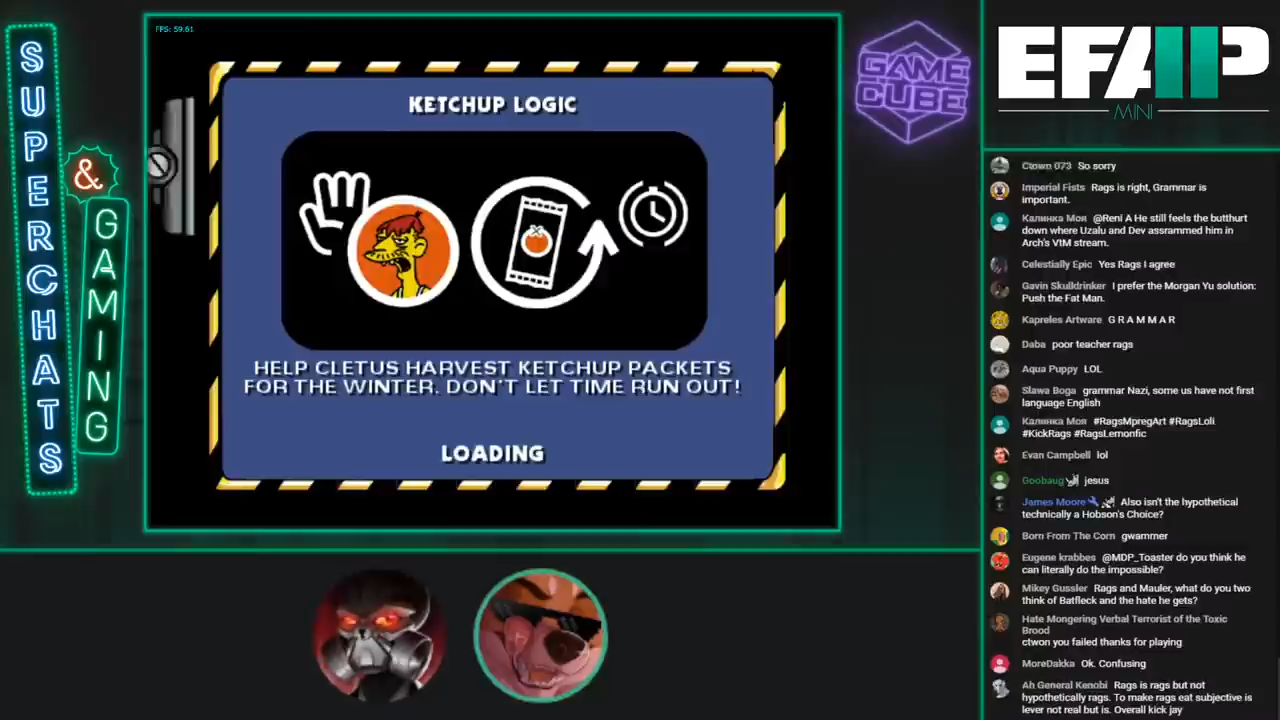 SUPERCHATS
&
GAMING
FPS: 59.61
KETCHUP LOGIC
HELP CLETUS HARVEST KETCHUP PACKETS
FOR THE WINTER. DON'T LET TIME RUN OUT!
LOADING
GAME
CUBE
EFAP
MINI
Ctown 073 So sorry
Imperial Fists Rags is right, Grammar is
important.
Калинка Моя @Reni A He still feels the butthurt
down where Uzalu and Dev assrammed him in
Arch's VtM stream.
Celestially Epic Yes Rags I agree
Gavin Skulldrinker I prefer the Morgan Yu solution:
Push the Fat Man.
Kapreles Artware G R A M M A R
Daba poor teacher rags
Aqua Puppy LOL
Slawa Boga grammar Nazi, some us have not first
language English
Калинка Моя #RagsMpregArt #RagsLoli
#KickRags #RagsLemonfic
Evan Campbell lol
Goobaug jesus
James Moore Also isn't the hypothetical
technically a Hobson's Choice?
Born From The Corn gwammer
Eugene krabbes @MDP_Toaster do you think he
can literally do the impossible?
Mikey Gussler Rags and Mauler, what do you two
think of Batfleck and the hate he gets?
Hate Mongering Verbal Terrorist of the Toxic
Brood
ctwon you failed thanks for playing
MoreDakka Ok. Confusing
Ah General Kenobi Rags is rags but not
hypothetically rags. To make rags eat subjective is
lever not real but is. Overall kick jay